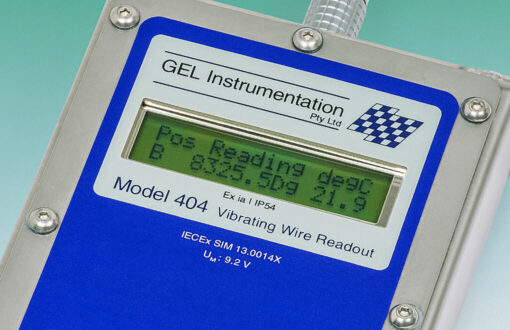 GEL Instrumentation
Pty Ltd
Pos Reading degC
B 8325.5Dg 21.9
Ex ia I IP54
Model 404 Vibrating Wire Readout
IECEx SIM 13.0014X
UM: 9.2 V